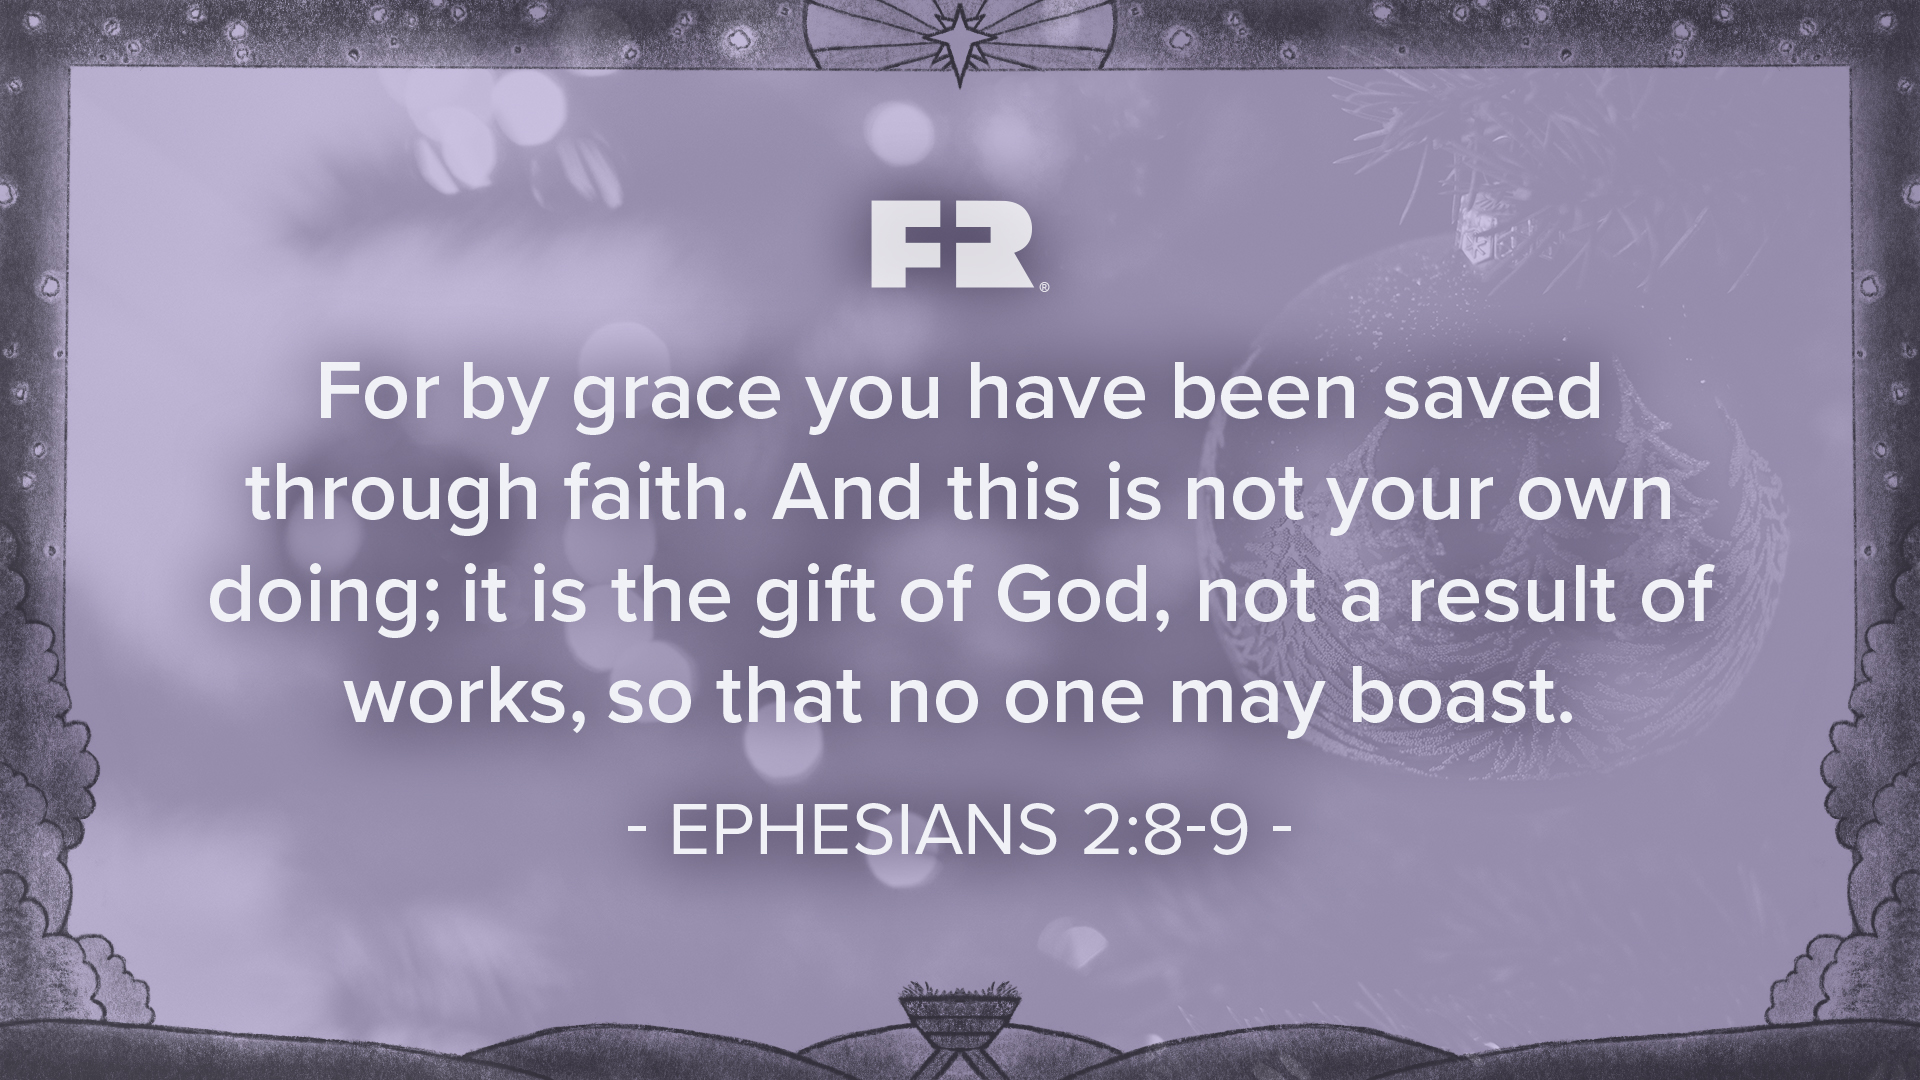 FR®
For by grace you have been saved
through faith. And this is not your own
doing; it is the gift of God, not a result of
works, so that no one may boast.
- EPHESIANS 2:8-9 -